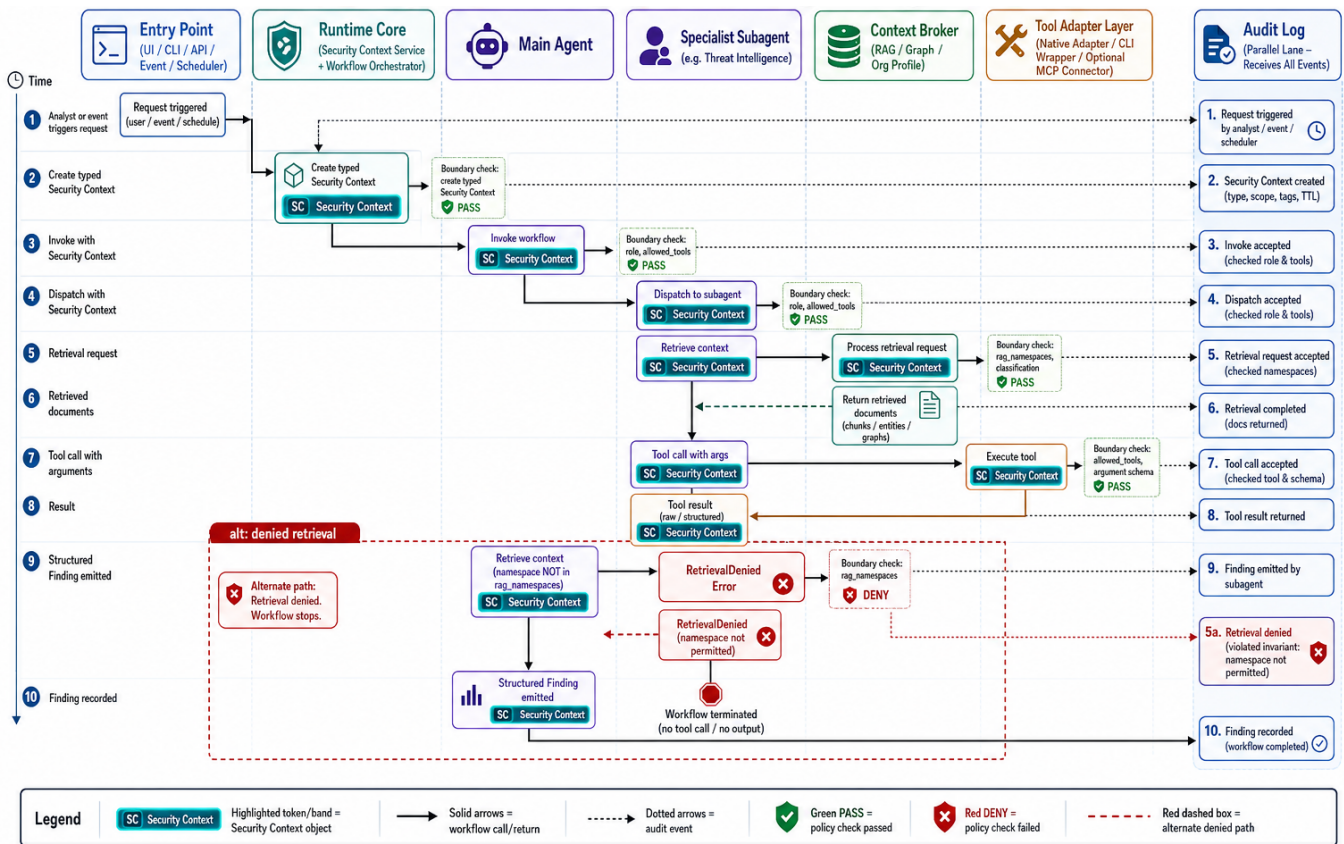 Entry Point
(UI / CLI / API /
Event / Scheduler)
Runtime Core
(Security Context Service
+ Workflow Orchestrator)
Main Agent
Specialist Subagent
(e.g. Threat Intelligence)
Context Broker
(RAG / Graph /
Org Profile)
Tool Adapter Layer
(Native Adapter / CLI
Wrapper / Optional
MCP Connector)
Audit Log
(Parallel Lane –
Receives All Events)
Time
1
Analyst or event
triggers request
Request triggered
(user / event / schedule)
1. Request triggered
by analyst / event /
scheduler
2
Create typed
Security Context
Create typed
Security Context
SC Security Context
Boundary check:
create typed
Security Context
PASS
2. Security Context created
(type, scope, tags, TTL)
3
Invoke with
Security Context
Invoke workflow
SC Security Context
Boundary check:
role, allowed_tools
PASS
3. Invoke accepted
(checked role & tools)
4
Dispatch with
Security Context
Dispatch to subagent
SC Security Context
Boundary check:
role, allowed_tools
PASS
4. Dispatch accepted
(checked role & tools)
5
Retrieval request
Retrieve context
SC Security Context
Process retrieval request
SC Security Context
Boundary check:
rag_namespaces,
classification
PASS
5. Retrieval request accepted
(checked namespaces)
6
Retrieved
documents
Return retrieved
documents
(chunks / entities /
graphs)
6. Retrieval completed
(docs returned)
7
Tool call with
arguments
Tool call with args
SC Security Context
Execute tool
SC Security Context
Boundary check:
allowed_tools,
argument schema
PASS
7. Tool call accepted
(checked tool & schema)
8
Result
Tool result
(raw / structured)
SC Security Context
8. Tool result returned
alt: denied retrieval
9
Structured
Finding emitted
Alternate path:
Retrieval denied.
Workflow stops.
Retrieve context
(namespace NOT in
rag_namespaces)
SC Security Context
RetrievalDenied
Error
Boundary check:
rag_namespaces
DENY
9. Finding emitted by
subagent
RetrievalDenied
(namespace not
permitted)
5a. Retrieval denied
(violated invariant:
namespace not
permitted)
10
Finding recorded
Structured Finding
emitted
SC Security Context
Workflow terminated
(no tool call / no output)
10. Finding recorded
(workflow completed)
Legend
SC Security Context
Highlighted token/band =
Security Context object
Solid arrows =
workflow call/return
Dotted arrows =
audit event
Green PASS =
policy check passed
Red DENY =
policy check failed
Red dashed box =
alternate denied path